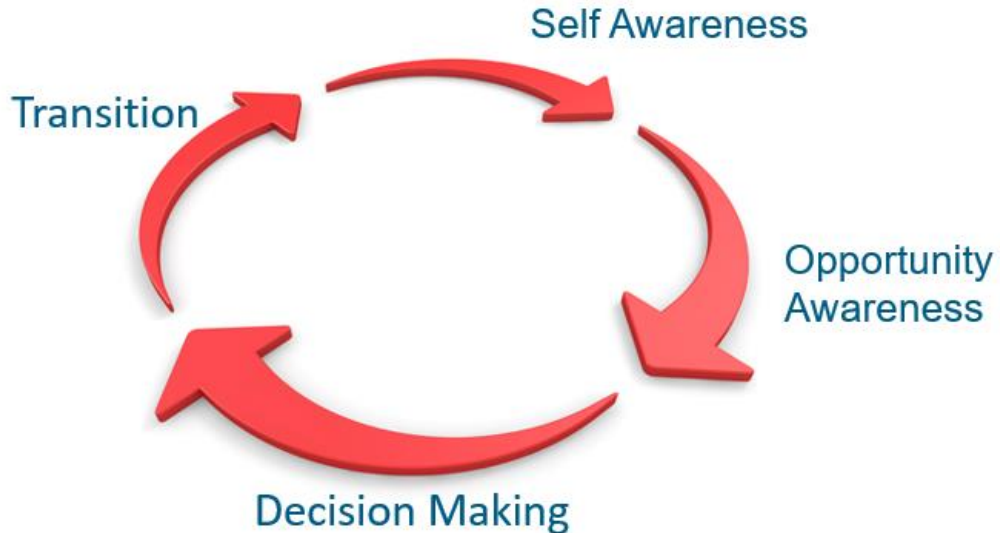 Self Awareness
Transition
Opportunity
Awareness
Decision Making